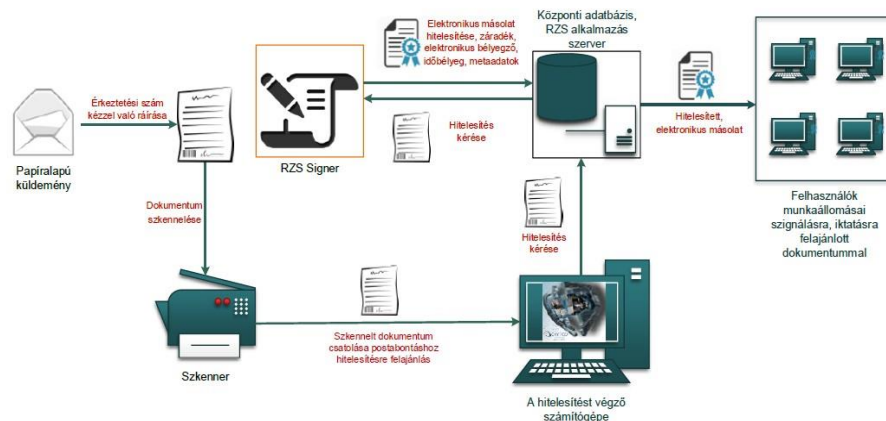 Papíralapú
küldemény
Érkeztetési szám
kézzel való ráírása
Dokumentum
szkennelése
Szkenner
Szkennelt dokumentum
csatolása postabontáshoz
hitelesítésre felajánlás
A hitelesítést végző
számítógépe
Hitelesítés
kérése
RZS Signer
Elektronikus másolat
hitelesítése, záradék,
elektronikus bélyegző,
időbélyeg, metaadatok
Hitelesítés
kérése
Központi adatbázis,
RZS alkalmazás
szerver
Hitelesített,
elektronikus másolat
Felhasználók
munkaállomásai
szignálásra, iktatásra
felajánlott
dokumentummal